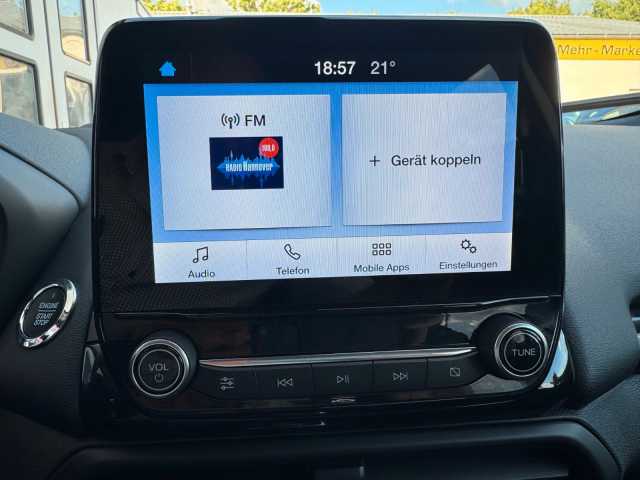 Mehr - Marke
18:57 21°
FM
100,0
RADIO Hannover
+ Gerät koppeln
Audio
Telefon
Mobile Apps
Einstellungen
ENGINE
START
STOP
VOL
TUNE